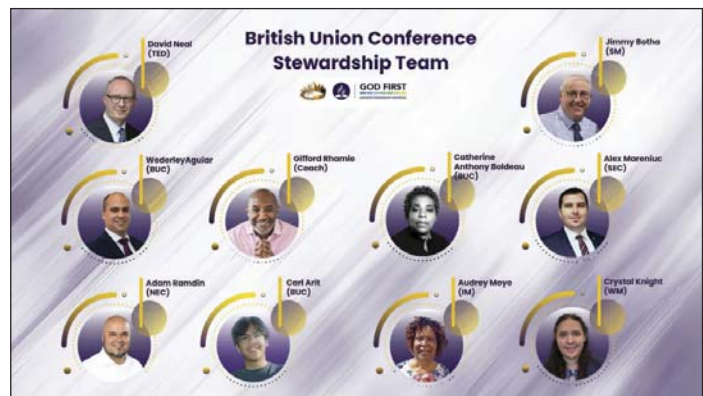 British Union Conference
Stewardship Team
GOD FIRST
David Neal
(TED)
Jimmy Botha
(SM)
WederleyAguiar
(BUC)
Gifford Rhamie
(Coach)
Catherine
Anthony Boldeau
(BUC)
Alex Mareniuc
(SEC)
Adam Ramdin
(NEC)
Carl Arit
(BUC)
Audrey Moyo
(IM)
Crystal Knight
(WM)